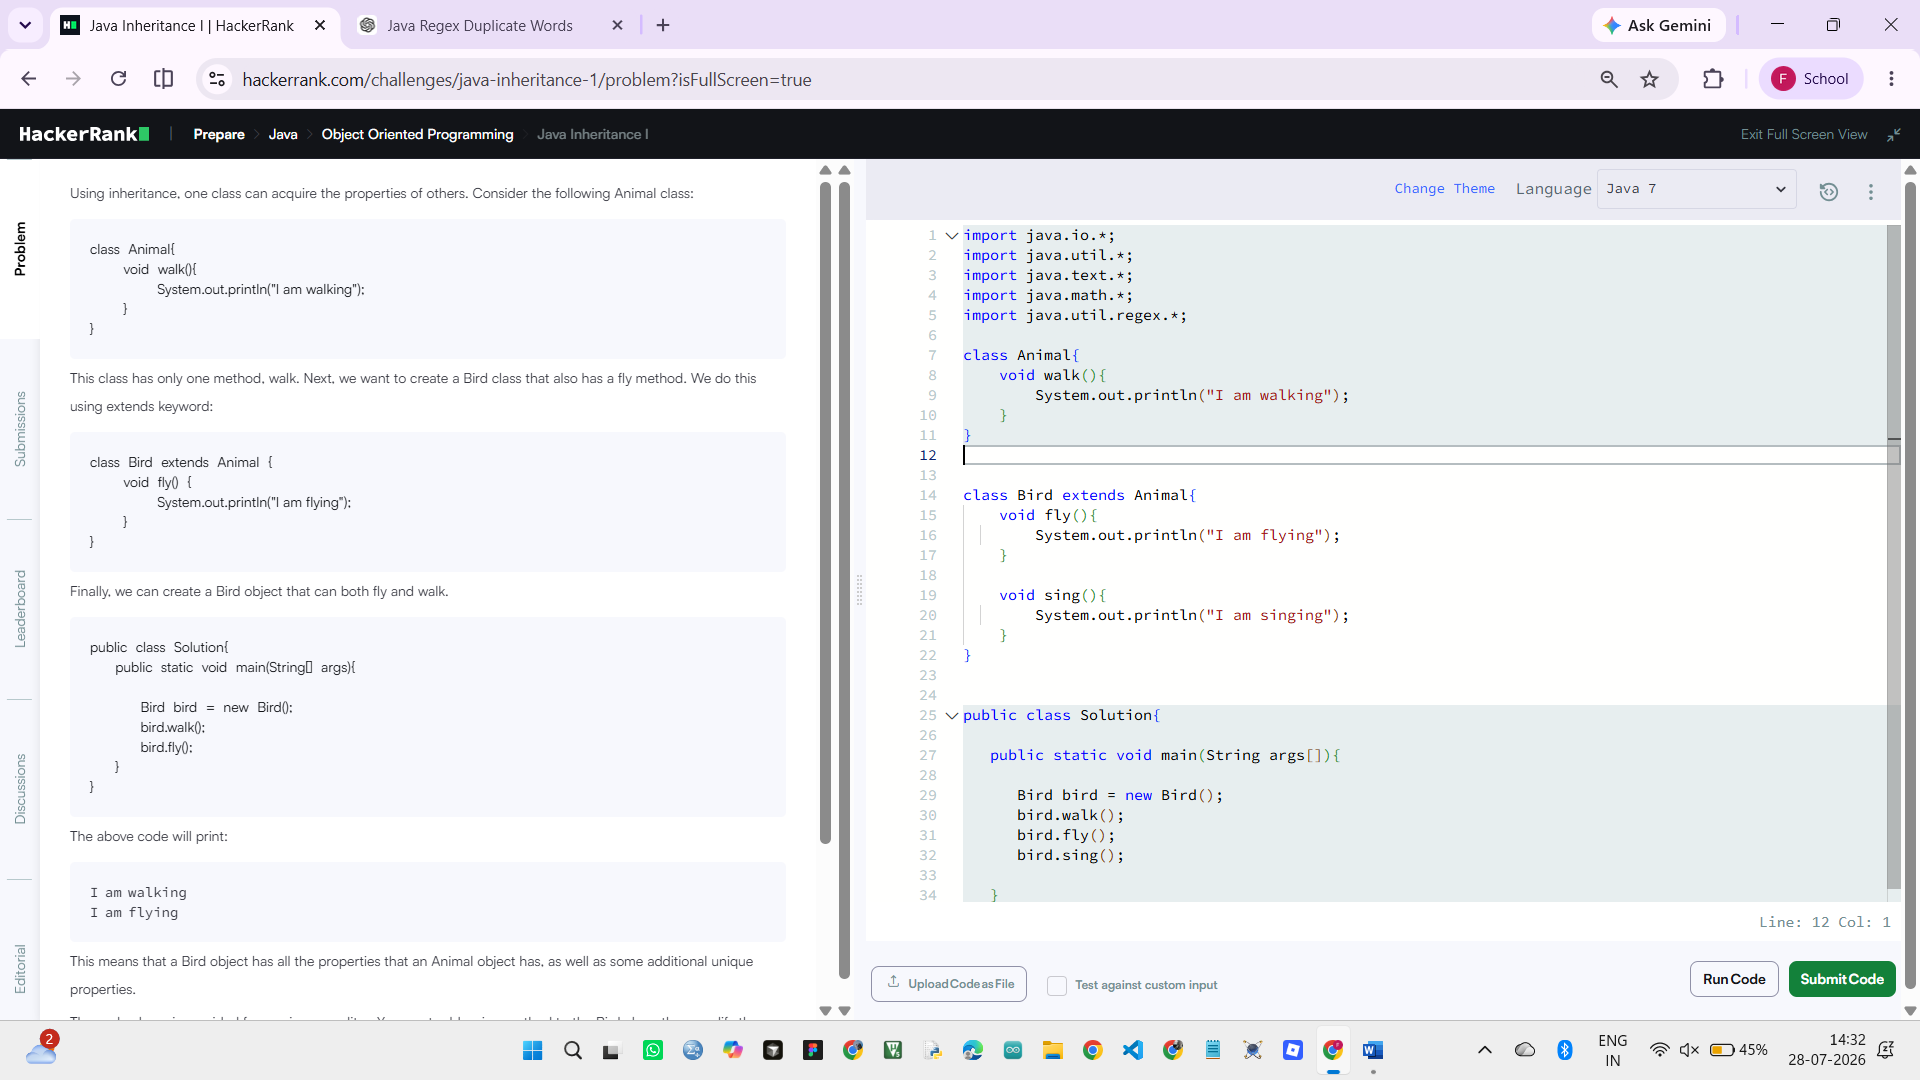 Java Inheritance I | HackerRank
Java Regex Duplicate Words
Ask Gemini
hackerrank.com/challenges/java-inheritance-1/problem?isFullScreen=true
F School
HackerRank
Prepare
Java
Object Oriented Programming
Java Inheritance I
Exit Full Screen View
Problem
Submissions
Leaderboard
Discussions
Editorial
Using inheritance, one class can acquire the properties of others. Consider the following Animal class:
class Animal{
void walk(){
System.out.println("I am walking");
}
}
This class has only one method, walk. Next, we want to create a Bird class that also has a fly method. We do this
using extends keyword:
class Bird extends Animal {
void fly() {
System.out.println("I am flying");
}
}
Finally, we can create a Bird object that can both fly and walk.
public class Solution{
public static void main(String[] args){
Bird bird = new Bird();
bird.walk();
bird.fly();
}
}
The above code will print:
I am walking
I am flying
This means that a Bird object has all the properties that an Animal object has, as well as some additional unique
properties.
Change Theme Language Java 7
1 import java.io.*;
2 import java.util.*;
3 import java.text.*;
4 import java.math.*;
5 import java.util.regex.*;
6
7 class Animal{
8 void walk(){
9 System.out.println("I am walking");
10 }
11 }
12
13
14 class Bird extends Animal{
15 void fly(){
16 System.out.println("I am flying");
17 }
18
19 void sing(){
20 System.out.println("I am singing");
21 }
22 }
23
24
25 public class Solution{
26
27 public static void main(String args[]){
28
29 Bird bird = new Bird();
30 bird.walk();
31 bird.fly();
32 bird.sing();
33
34 }
Line: 12 Col: 1
Upload Code as File
Test against custom input
Run Code
Submit Code
2
ENG
IN
45%
14:32
28-07-2026